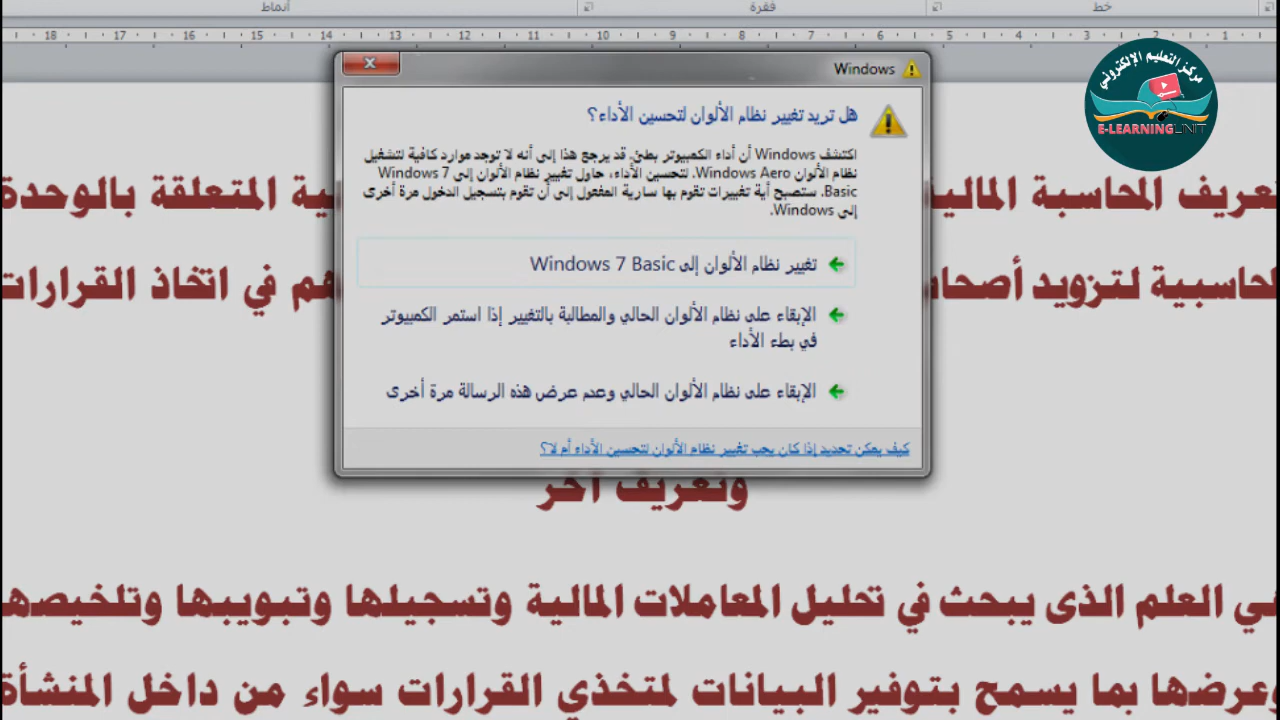 خط فقرة أنماط
1 2 3 4 5 6 7 8 9 10 11 12 13 14 15 16 17 18
مركز التعليم الإلكتروني
E-LEARNING UNIT
Windows
هل تريد تغيير نظام الألوان لتحسين الأداء؟
اكتشف Windows أن أداء الكمبيوتر بطئ. قد يرجع هذا إلى أنه لا توجد موارد كافية لتشغيل
نظام الألوان Windows Aero. لتحسين الأداء، حاول تغيير نظام الألوان إلى Windows 7
Basic. ستصبح أية تغييرات تقوم بها سارية المفعول إلى أن تقوم بتسجيل الدخول مرة أخرى
إلى Windows.
تغيير نظام الألوان إلى Windows 7 Basic
الإبقاء على نظام الألوان الحالي والمطالبة بالتغيير إذا استمر الكمبيوتر
في بطء الأداء
الإبقاء على نظام الألوان الحالي وعدم عرض هذه الرسالة مرة أخرى
كيف يمكن تحديد إذا كان يجب تغيير نظام الألوان لتحسين الأداء أم لا؟
تعريف المحاسبة المالية المتعلقة بالوحدة
لتزويد في اتخاذ القرارات
وتعريف آخر
هي العلم الذى يبحث في تحليل المعاملات المالية وتسجيلها وتبويبها وتلخيصها
وعرضها بما يسمح بتوفير البيانات لمتخذي القرارات سواء من داخل المنشأة